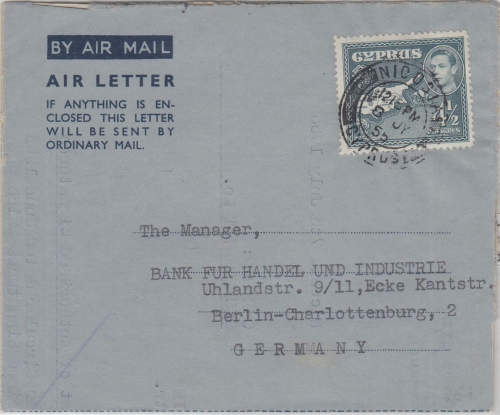 BY AIR MAIL
AIR LETTER
IF ANYTHING IS EN-
CLOSED THIS LETTER
WILL BE SENT BY
ORDINARY MAIL.
CYPRUS
NICOSIA
CYPRUS
The Manager,
BANK FUR HANDEL UND INDUSTRIE
Uhlandstr. 9/11,Ecke Kantstr.
Berlin-Charlottenburg, 2
GERMANY